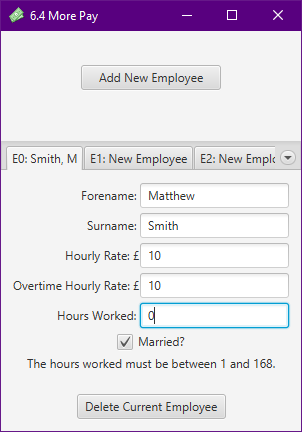 6.4 More Pay
Add New Employee
E0: Smith, M
E1: New Employee
E2: New Emplo
Forename: Matthew
Surname: Smith
Hourly Rate: £ 10
Overtime Hourly Rate: £ 10
Hours Worked: 0
Married?
The hours worked must be between 1 and 168.
Delete Current Employee